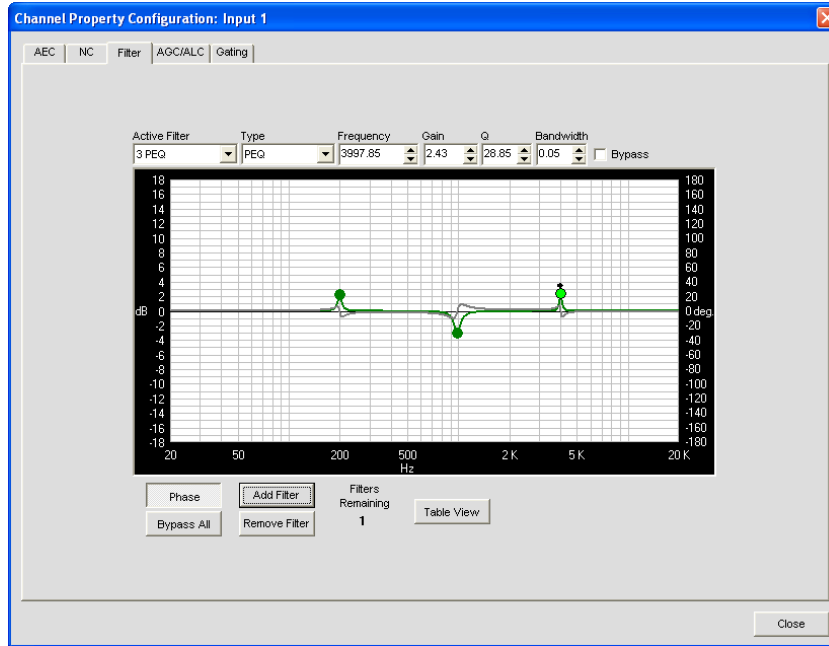 Channel Property Configuration: Input 1
AEC NC Filter AGC/ALC Gating
Active Filter Type Frequency Gain Q Bandwidth
3 PEQ PEQ 3997.85 2.43 28.85 0.05 Bypass
18 180
16 160
14 140
12 120
10 100
8 80
6 60
4 40
2 20
dB 0 0 deg.
-2 -20
-4 -40
-6 -60
-8 -80
-10 -100
-12 -120
-14 -140
-16 -160
-18 -180
20 50 200 500 2 K 5 K 20 K
Hz
Phase Add Filter Filters
Remaining
Bypass All Remove Filter 1 Table View
Close